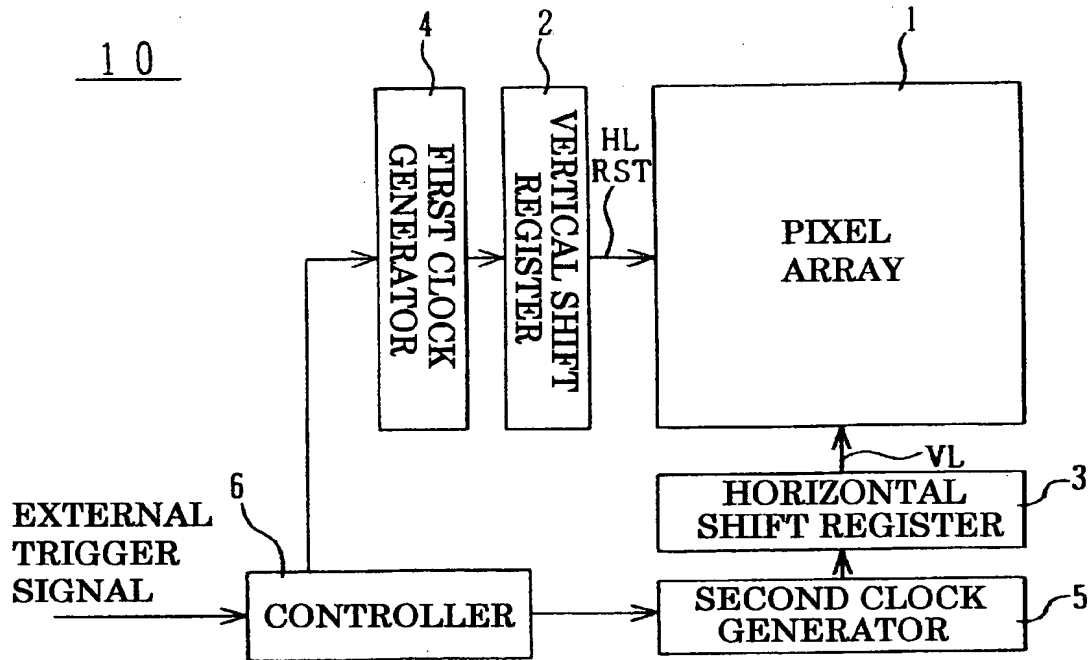 10
4
2
1
FIRST CLOCK
GENERATOR
VERTICAL SHIFT
REGISTER
HL
RST
PIXEL
ARRAY
VL
6
HORIZONTAL
SHIFT REGISTER
3
EXTERNAL
TRIGGER
SIGNAL
CONTROLLER
SECOND CLOCK
GENERATOR
5